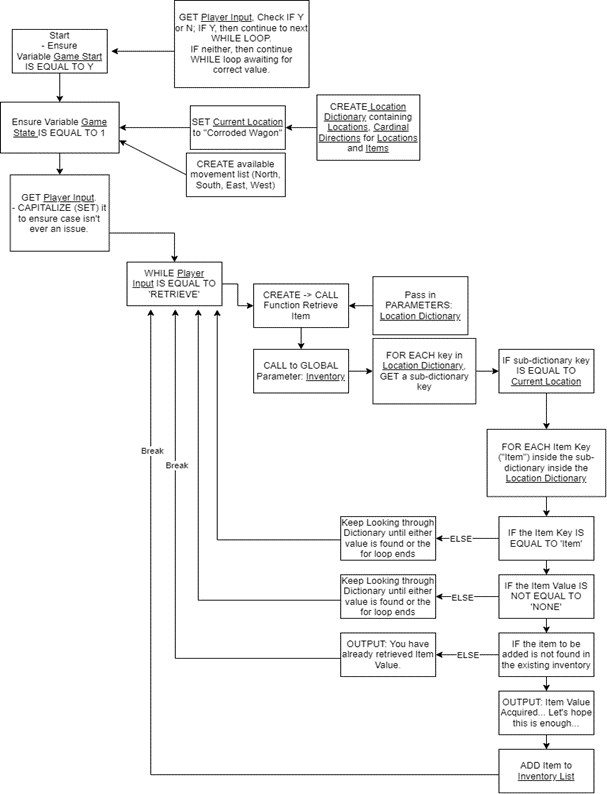 GET Player Input, Check IF Y
or N; IF Y, then continue to next
WHILE LOOP.
IF neither, then continue
WHILE loop awaiting for
correct value.
Start
- Ensure
Variable Game Start
IS EQUAL TO Y
Ensure Variable Game
State IS EQUAL TO 1
SET Current Location
to "Corroded Wagon"
CREATE Location
Dictionary containing
Locations, Cardinal
Directions for Locations
and Items
CREATE available
movement list (North,
South, East, West)
GET Player Input.
- CAPITALIZE (SET) it
to ensure case isn't
ever an issue.
WHILE Player
Input IS EQUAL TO
'RETRIEVE'
CREATE -> CALL
Function Retrieve
Item
Pass in
PARAMETERS:
Location Dictionary
CALL to GLOBAL
Parameter: Inventory
FOR EACH key in
Location Dictionary,
GET a sub-dictionary
key
IF sub-dictionary key
IS EQUAL TO
Current Location
FOR EACH Item Key
("Item") inside the sub-
dictionary inside the
Location Dictionary
Break
Break
Keep Looking through
Dictionary until either
value is found or the
for loop ends
ELSE
IF the Item Key IS
EQUAL TO 'Item'
Keep Looking through
Dictionary until either
value is found or the
for loop ends
ELSE
IF the Item Value IS
NOT EQUAL TO
'NONE'
OUTPUT: You have
already retrieved Item
Value.
ELSE
IF the item to be
added is not found in
the existing inventory
OUTPUT: Item Value
Acquired... Let's hope
this is enough...
ADD Item to
Inventory List